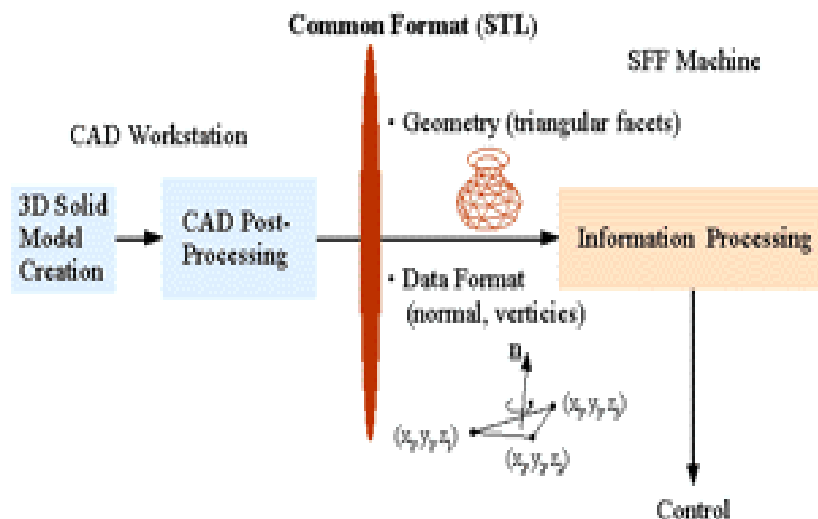 Common Format (STL)
SFF Machine
CAD Workstation
• Geometry (triangular facets)
3D Solid
Model
Creation
CAD Post-
Processing
Information Processing
• Data Format
(normal, verticies)
n
Control